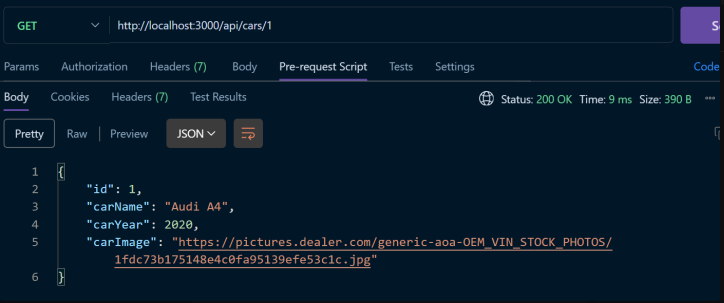 GET http://localhost:3000/api/cars/1
Params Authorization Headers (7) Body Pre-request Script Tests Settings Code
Body Cookies Headers (7) Test Results Status: 200 OK Time: 9 ms Size: 390 B
Pretty Raw Preview JSON
1 {
2 "id": 1,
3 "carName": "Audi A4",
4 "carYear": 2020,
5 "carImage": "https://pictures.dealer.com/generic-aoa-OEM_VIN_STOCK_PHOTOS/
1fdc73b175148e4c0fa95139efe53c1c.jpg"
6 }